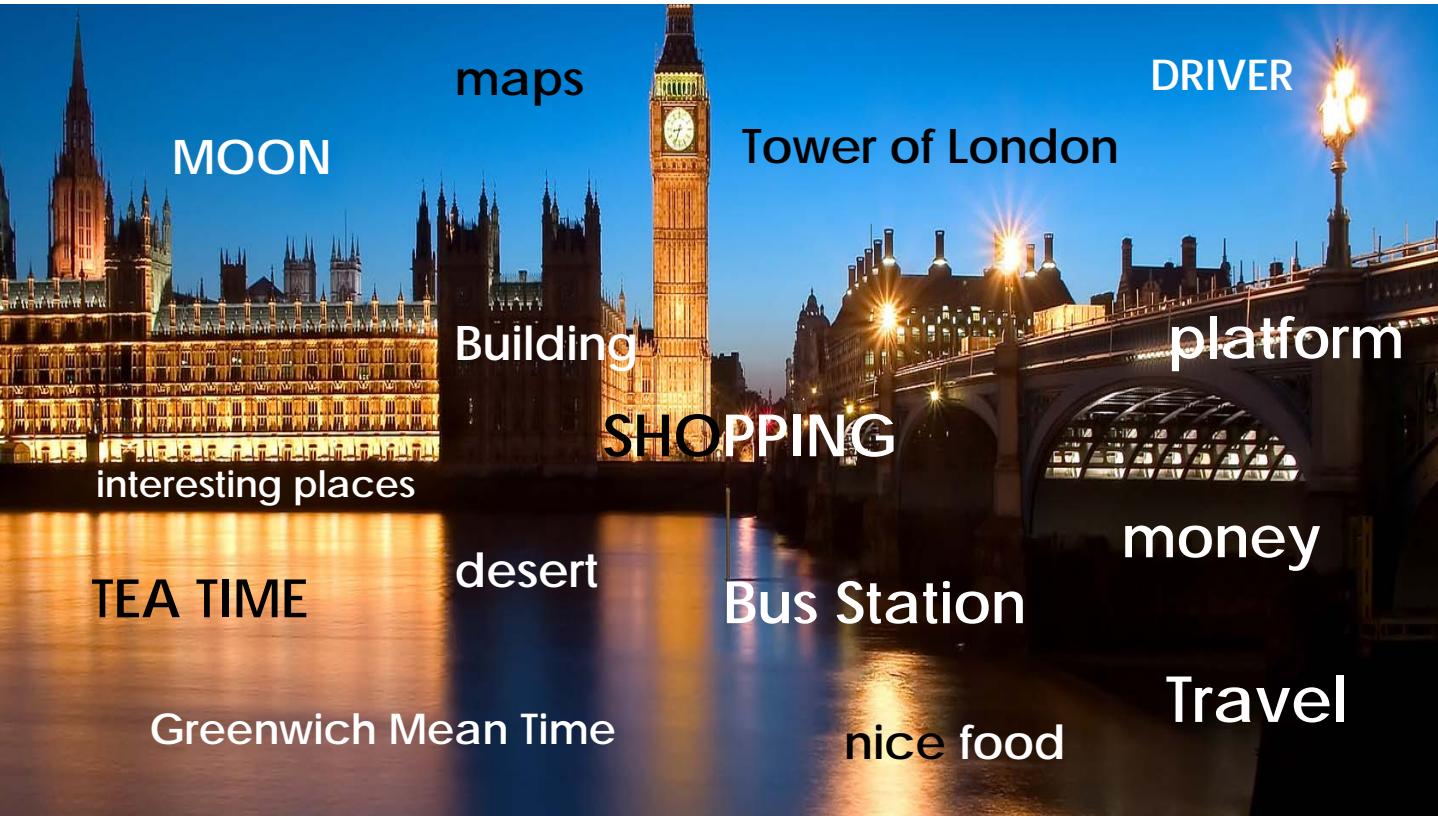 maps
DRIVER
MOON
Tower of London
Building
platform
SHOPPING
interesting places
money
desert
TEA TIME
Bus Station
Travel
Greenwich Mean Time
nice food